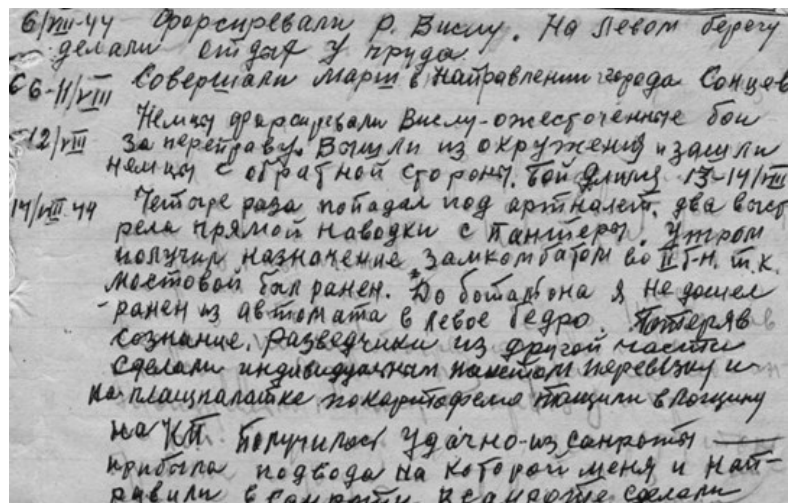 6/VIII-44 Форсировали р. Вислу. На левом берегу
делали отдых у пруда.
С 6-11/VIII Совершали марш в направлении города Сонцев
Немцы форсировали Вислу-ожесточенные бои
12/VIII за переправу. Вышли из окружения и зашли
немцы с обратной стороны. Бой длился 13-14/VIII
14/VIII 44 Четыре раза попадал под артналет, два выст
рела прямой наводки с пантеры. Утром
получил назначение замкомбатом во II б-н. т.к.
Мостовой был ранен. До батальона я не дошел
-ранен из автомата в левое бедро. Потеряв
сознание. Разведчики из другой части
сделали индивидуальным пакетом перевязку и
на плащпалатке по картофелю тащили в лощину
на КП. Получилось удачно-из санроты
прибыла подвода на которой меня и нап-
равили в санроту. В санроте сделали